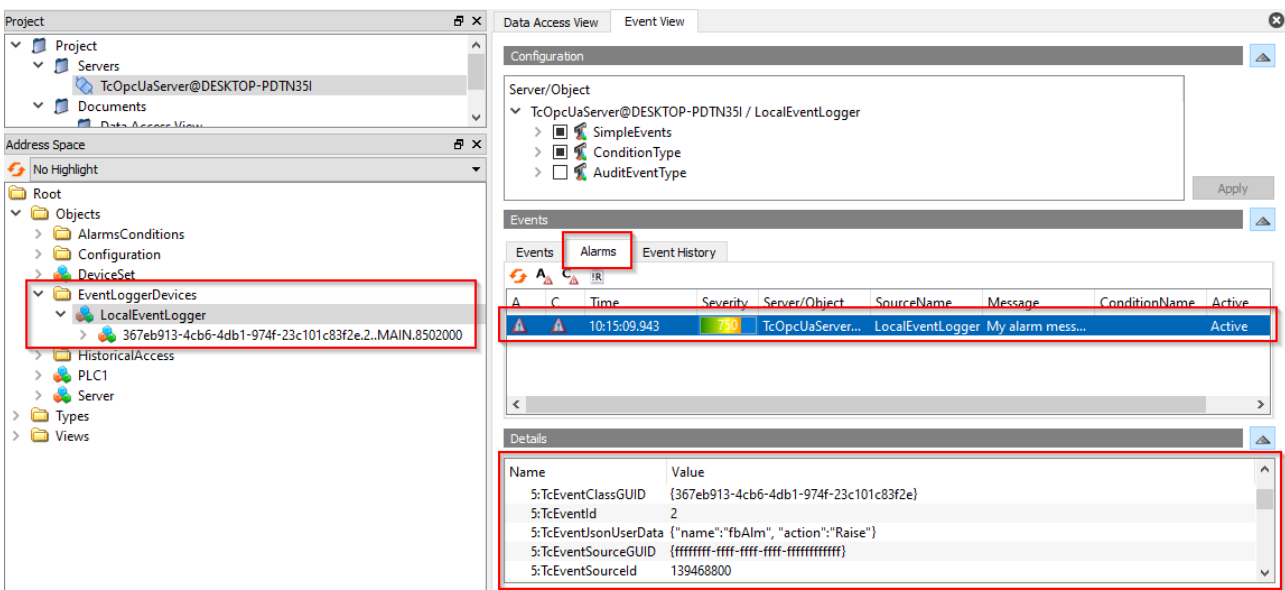 Project
Project
Servers
TcOpcUaServer@DESKTOP-PDTN35I
Documents
Data Access View
Address Space
No Highlight
Root
Objects
AlarmsConditions
Configuration
DeviceSet
EventLoggerDevices
LocalEventLogger
367eb913-4cb6-4db1-974f-23c101c83f2e.2..MAIN.8502000
HistoricalAccess
PLC1
Server
Types
Views
Data Access View Event View
Configuration
Server/Object
TcOpcUaServer@DESKTOP-PDTN35I / LocalEventLogger
SimpleEvents
ConditionType
AuditEventType
Apply
Events
Events Alarms Event History
A C !R
A C Time Severity Server/Object SourceName Message ConditionName Active
10:15:09.943 750 TcOpcUaServer... LocalEventLogger My alarm mess... Active
Details
Name Value
5:TcEventClassGUID {367eb913-4cb6-4db1-974f-23c101c83f2e}
5:TcEventId 2
5:TcEventJsonUserData {"name":"fbAlm", "action":"Raise"}
5:TcEventSourceGUID {ffffffff-ffff-ffff-ffff-ffffffffffff}
5:TcEventSourceId 139468800